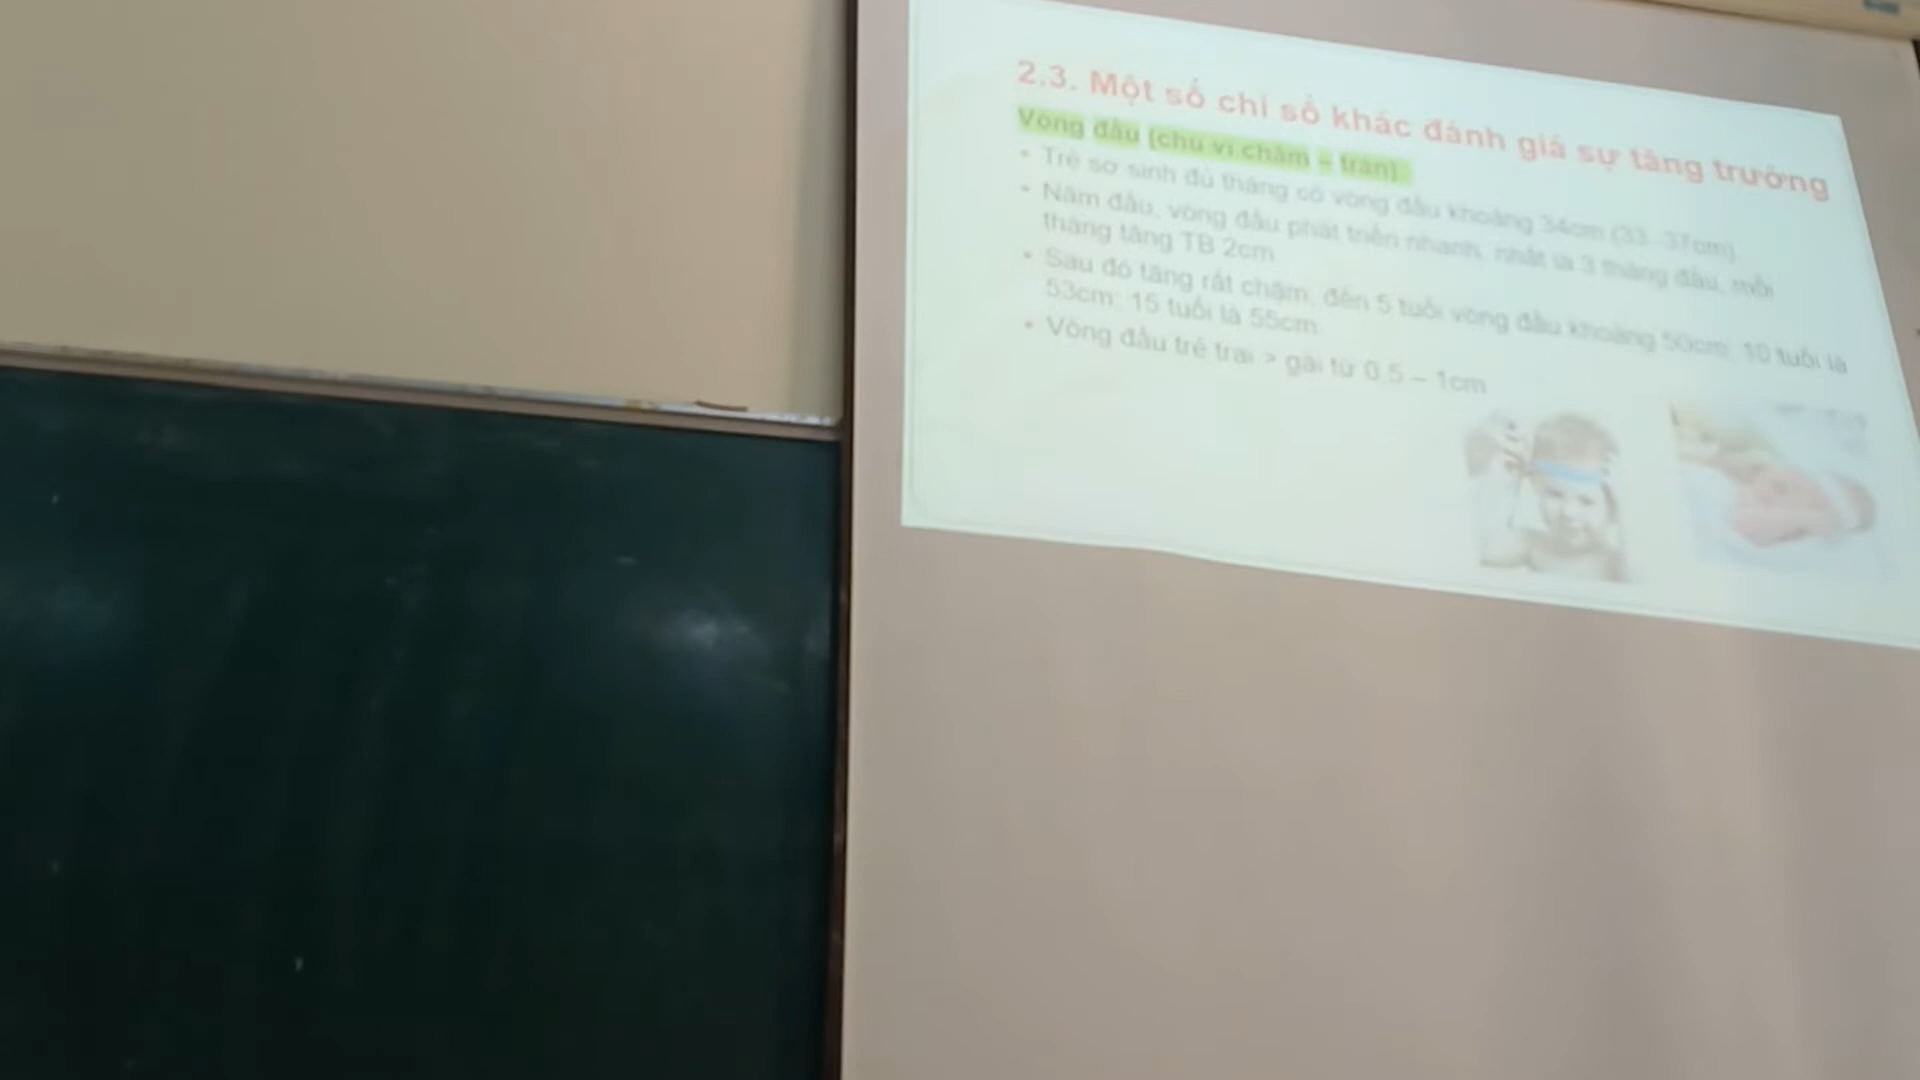 2.3. Một số chỉ số khác đánh giá sự tăng trưởng
Vòng đầu (chu vi chẩm – trán):
• Trẻ sơ sinh đủ tháng có vòng đầu khoảng 34cm (33..37cm).
• Năm đầu, vòng đầu phát triển nhanh, nhất là 3 tháng đầu, mỗi
tháng tăng TB 2cm
• Sau đó tăng rất chậm, đến 5 tuổi vòng đầu khoảng 50cm, 10 tuổi là
53cm; 15 tuổi là 55cm
• Vòng đầu trẻ trai > gái từ 0.5 – 1cm